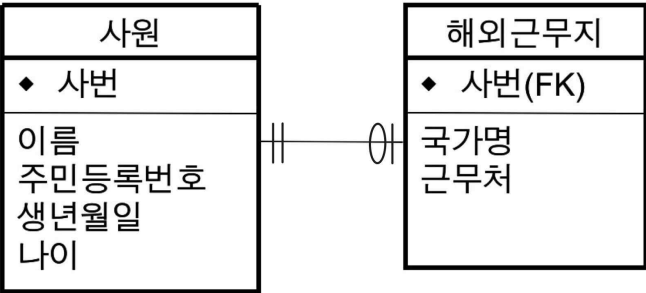 사원
◆ 사번
이름
주민등록번호
생년월일
나이
해외근무지
◆ 사번(FK)
국가명
근무처